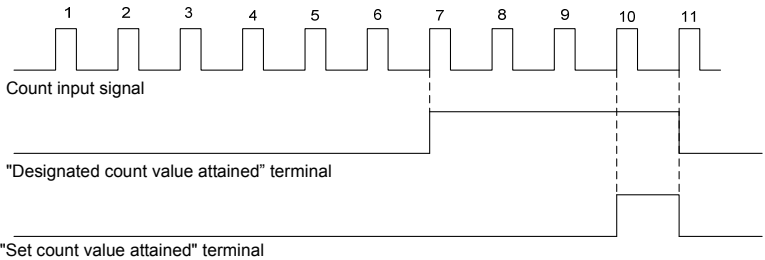 1 2 3 4 5 6 7 8 9 10 11
Count input signal
"Designated count value attained” terminal
"Set count value attained" terminal